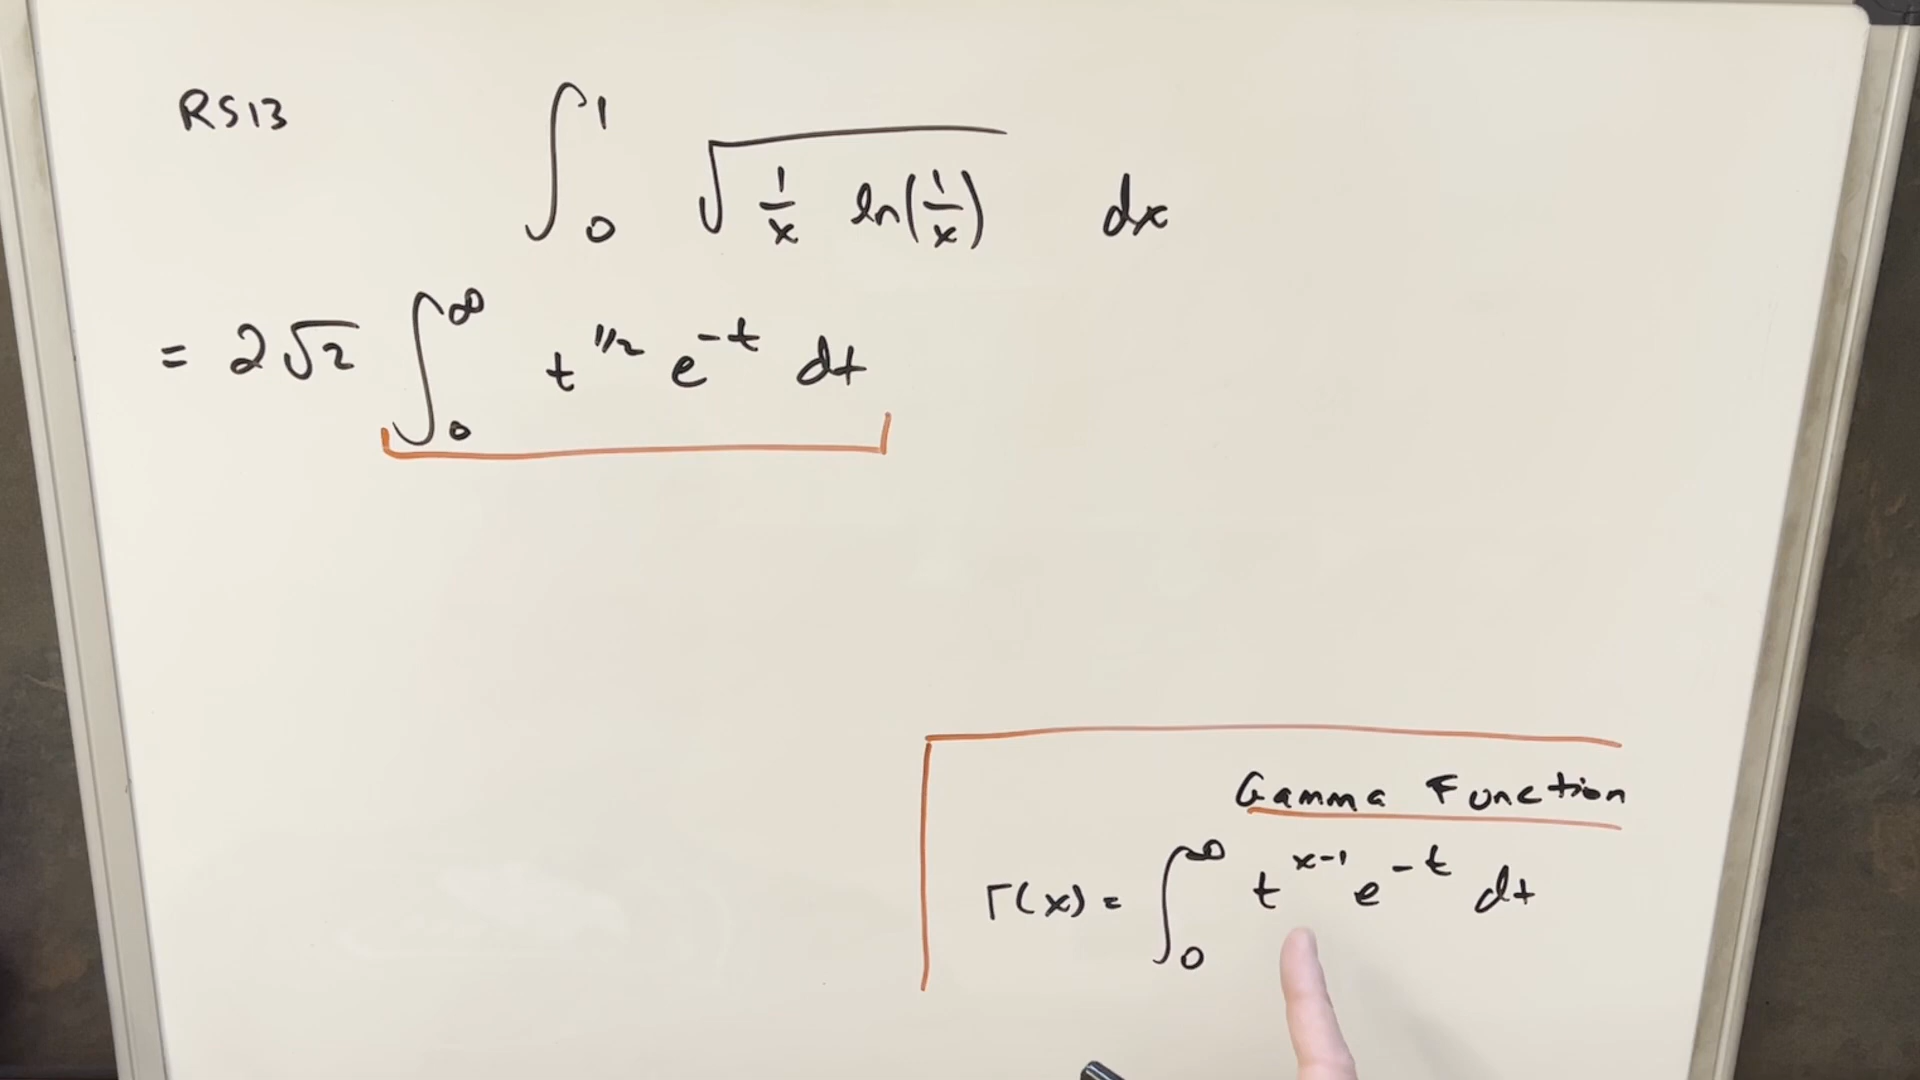 RS13
∫₀¹ √(1/x ln(1/x)) dx
= 2√2 ∫₀^∞ t^(1/2) e^(-t) dt
Gamma Function
Γ(x) = ∫₀^∞ t^(x-1) e^(-t) dt